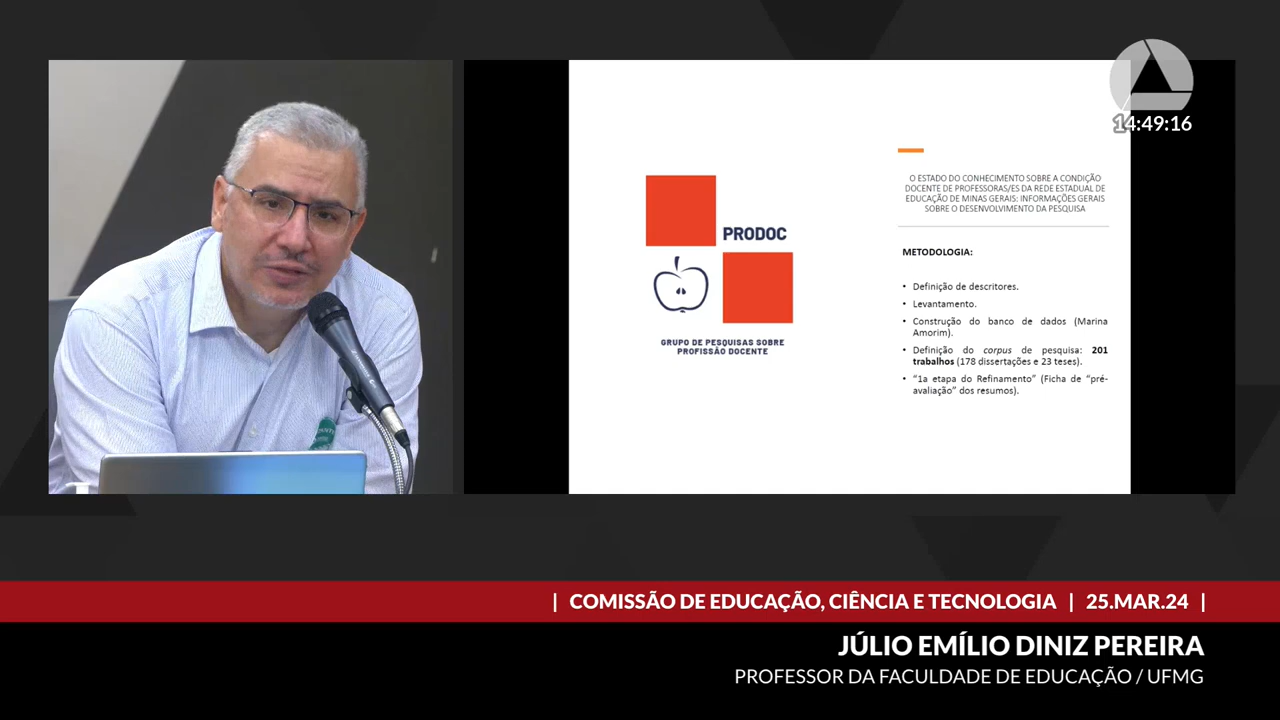 14:49:16
PRODOC
GRUPO DE PESQUISAS SOBRE
PROFISSÃO DOCENTE
O ESTADO DO CONHECIMENTO SOBRE A CONDIÇÃO
DOCENTE DE PROFESSORAS/ES DA REDE ESTADUAL DE
EDUCAÇÃO DE MINAS GERAIS: INFORMAÇÕES GERAIS
SOBRE O DESENVOLVIMENTO DA PESQUISA
METODOLOGIA:
• Definição de descritores.
• Levantamento.
• Construção do banco de dados (Marina
Amorim).
• Definição do corpus de pesquisa: 201
trabalhos (178 dissertações e 23 teses).
• “1a etapa do Refinamento” (Ficha de “pré-
avaliação” dos resumos).
| COMISSÃO DE EDUCAÇÃO, CIÊNCIA E TECNOLOGIA | 25.MAR.24 |
JÚLIO EMÍLIO DINIZ PEREIRA
PROFESSOR DA FACULDADE DE EDUCAÇÃO / UFMG